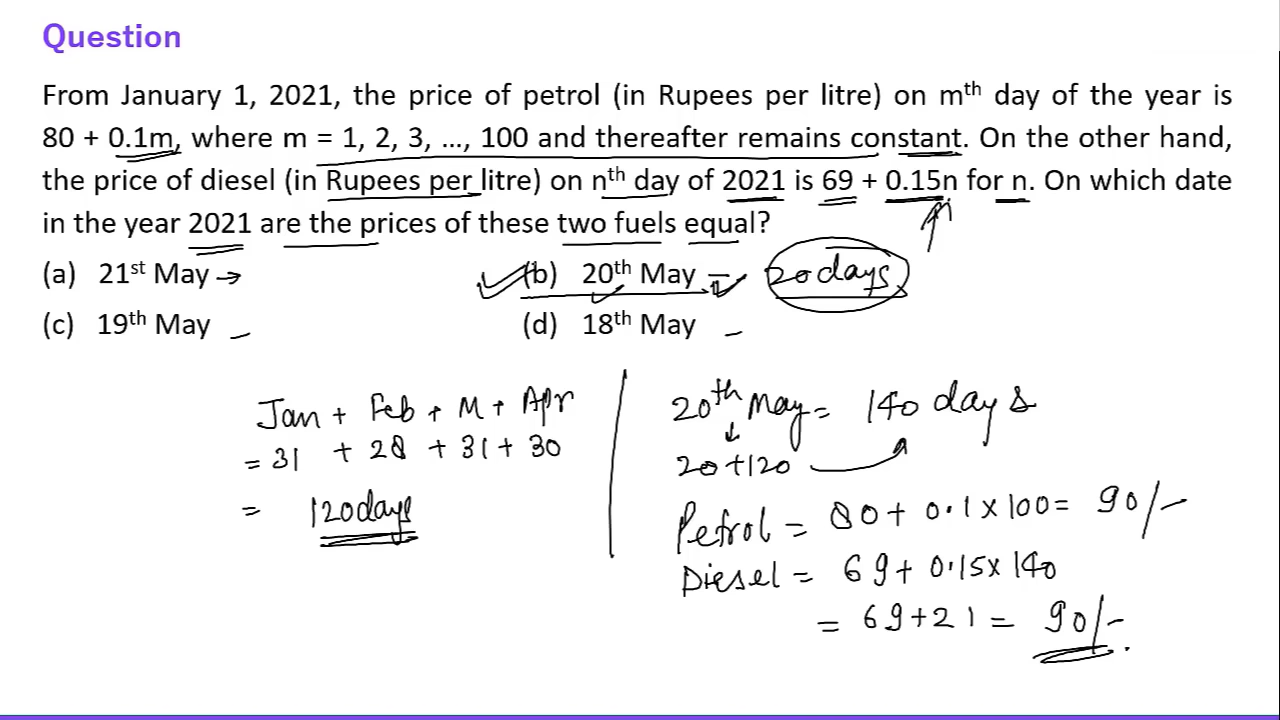 Question
From January 1, 2021, the price of petrol (in Rupees per litre) on mth day of the year is
80 + 0.1m, where m = 1, 2, 3, ..., 100 and thereafter remains constant. On the other hand,
the price of diesel (in Rupees per litre) on nth day of 2021 is 69 + 0.15n for n. On which date
in the year 2021 are the prices of these two fuels equal?
(a) 21st May → (b) 20th May = 20 days
(c) 19th May – (d) 18th May –
Jan + Feb + M + Apr
= 31 + 28 + 31 + 30
= 120 days
20th May = 140 days
20 + 120
Petrol = 80 + 0.1 x 100 = 90/-
Diesel = 69 + 0.15 x 140
= 69 + 21 = 90/-